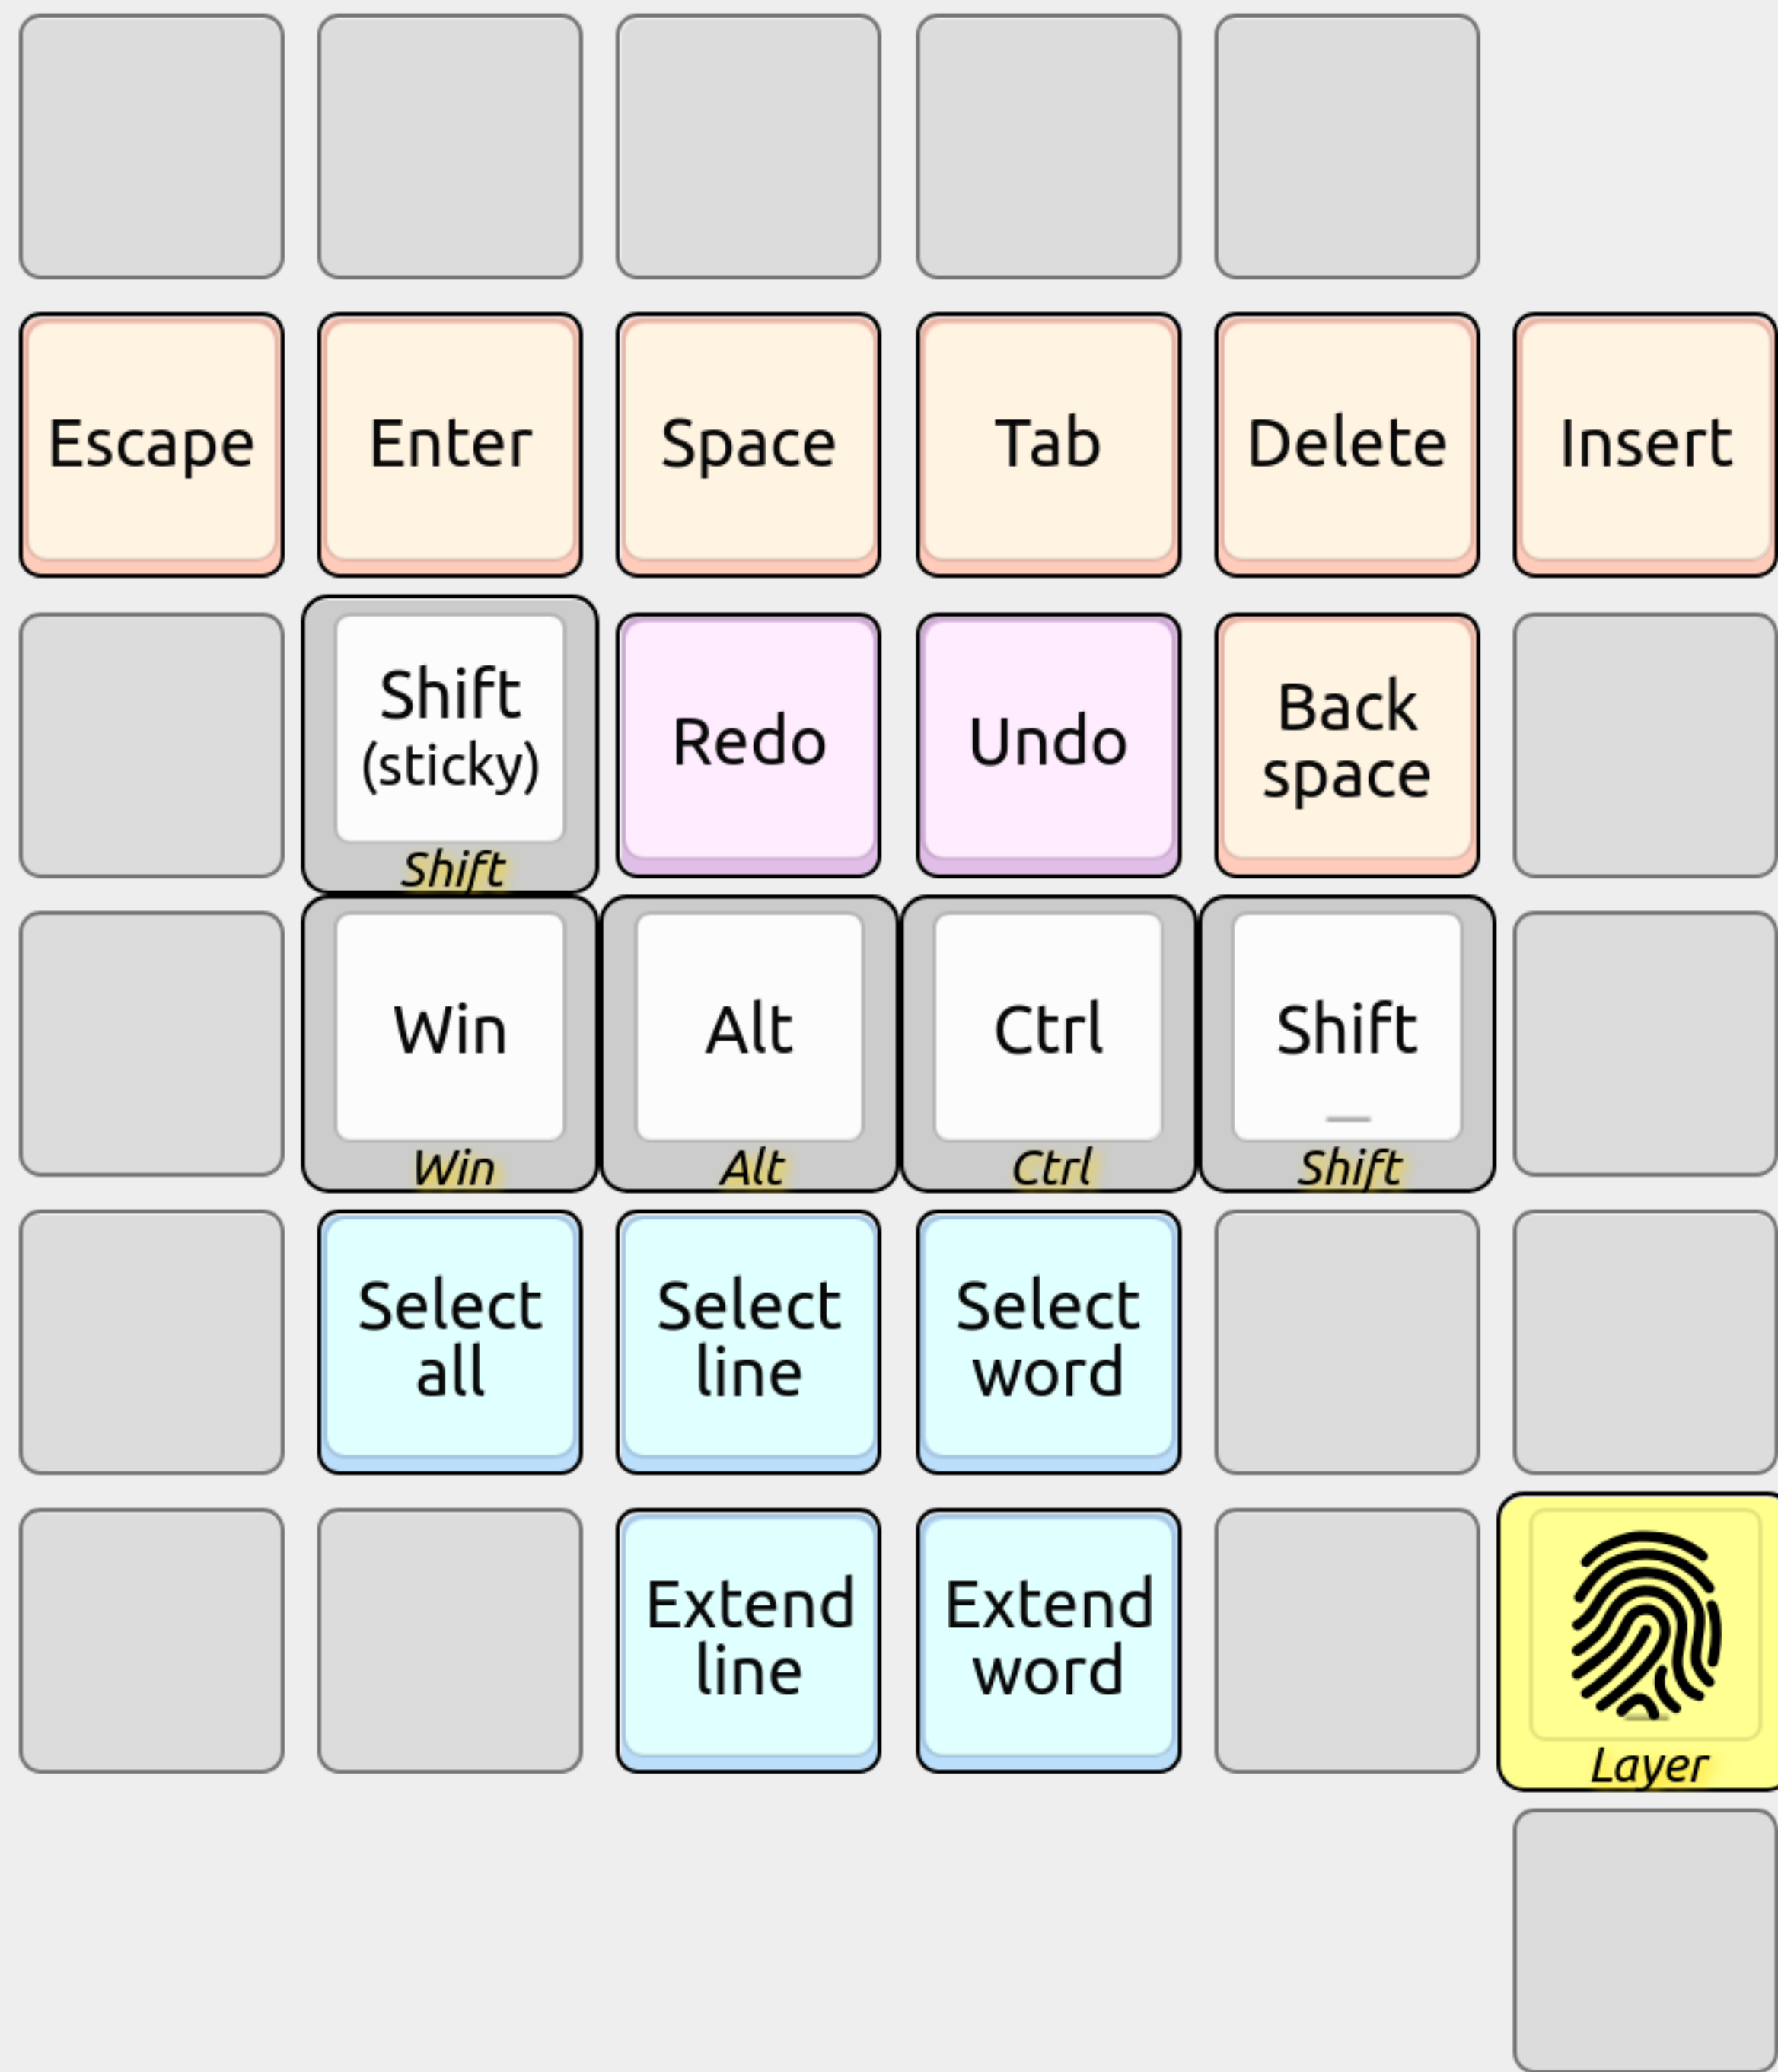 Escape
Enter
Space
Tab
Delete
Insert
Shift
(sticky)
Shift
Redo
Undo
Back
space
Win
Win
Alt
Alt
Ctrl
Ctrl
Shift
Shift
Select
all
Select
line
Select
word
Extend
line
Extend
word
Layer